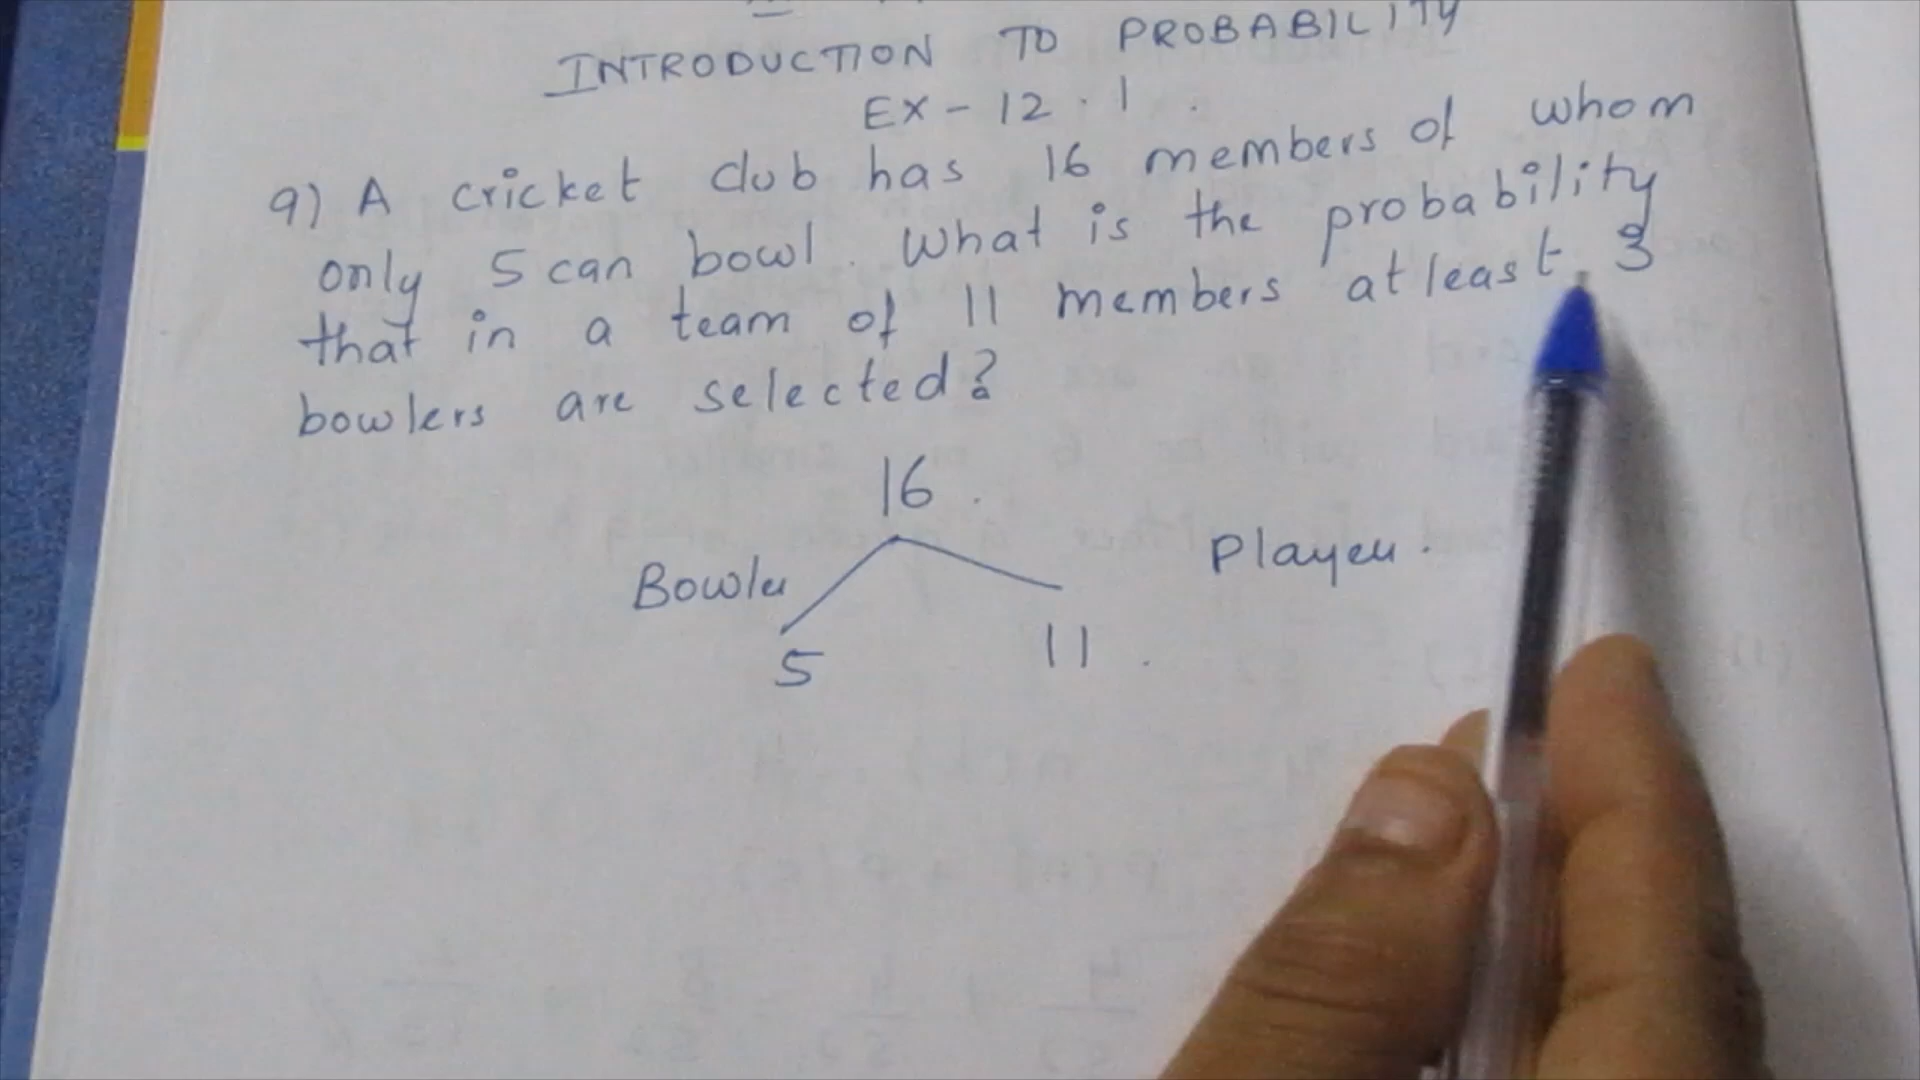 INTRODUCTION TO PROBABILITY
EX - 12.1.
9) A cricket club has 16 members of whom
only 5 can bowl. What is the probability
that in a team of 11 members atleast 3
bowlers are selected?
16.
Bowler Player.
5 11.